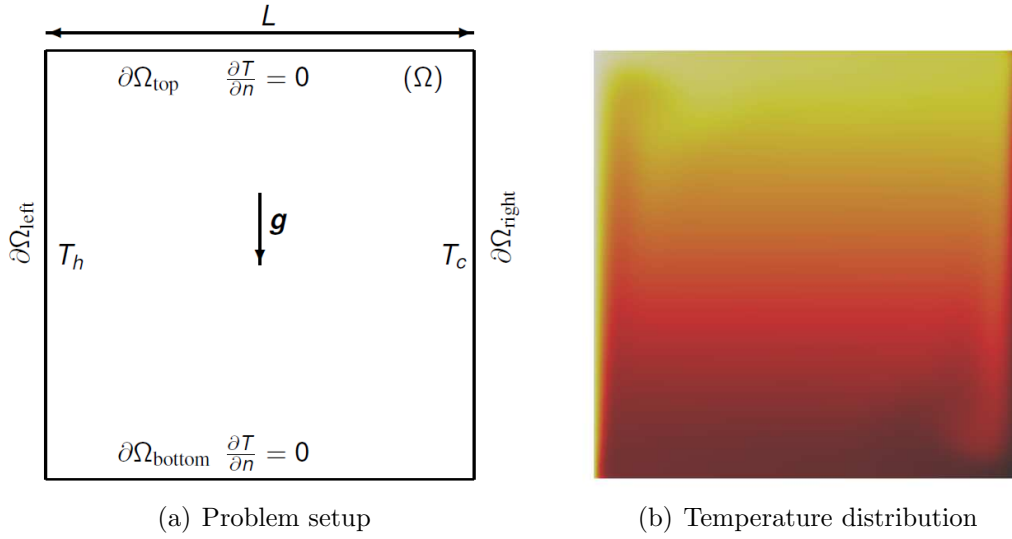 L
∂Ω_top ∂T/∂n = 0 (Ω)
∂Ω_left
T_h
g
T_c
∂Ω_right
∂Ω_bottom ∂T/∂n = 0
(a) Problem setup
(b) Temperature distribution